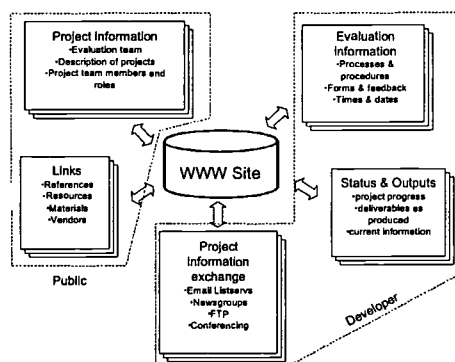 Project Information
•Evaluation team
•Description of projects
•Project team members and
roles
Evaluation
Information
•Processes &
procedures
•Forms & feedback
•Times & dates
WWW Site
Links
•References
•Resources
•Materials
•Vendors
Public
Status & Outputs
•project progress
•deliverables as
produced
•current information
Project
Information
exchange
•Email Listservs
•Newsgroups
•FTP
•Conferencing
Developer